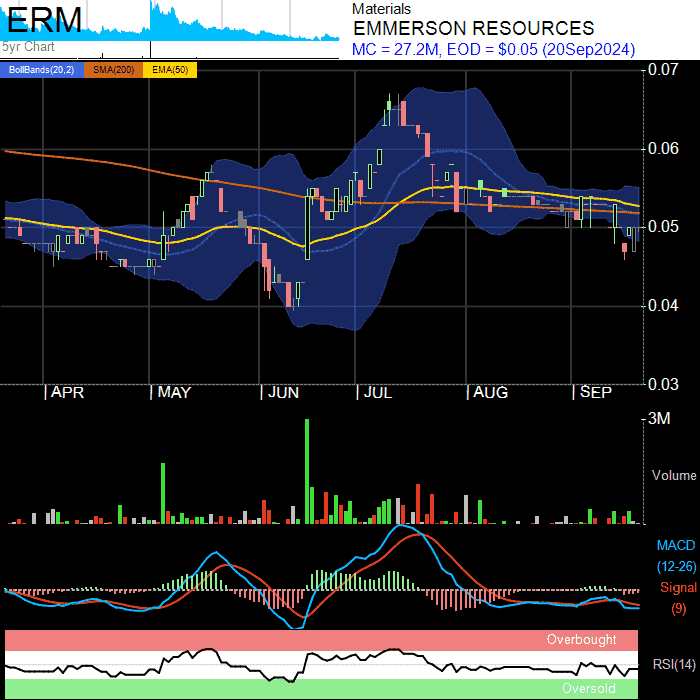 ERM
5yr Chart
Materials
EMMERSON RESOURCES
MC = 27.2M, EOD = $0.05 (20Sep2024)
BollBands(20,2) SMA(200) EMA(50)
0.07
0.06
0.05
0.04
0.03
APR MAY JUN JUL AUG SEP
3M
Volume
MACD
(12-26)
Signal
(9)
Overbought
RSI(14)
Oversold